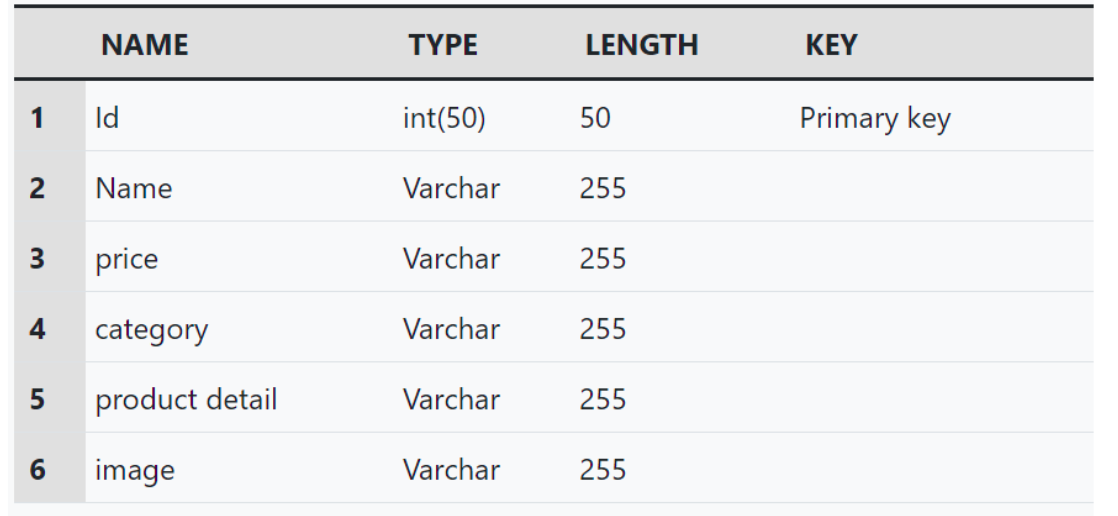 NAME TYPE LENGTH KEY
1 Id int(50) 50 Primary key
2 Name Varchar 255
3 price Varchar 255
4 category Varchar 255
5 product detail Varchar 255
6 image Varchar 255